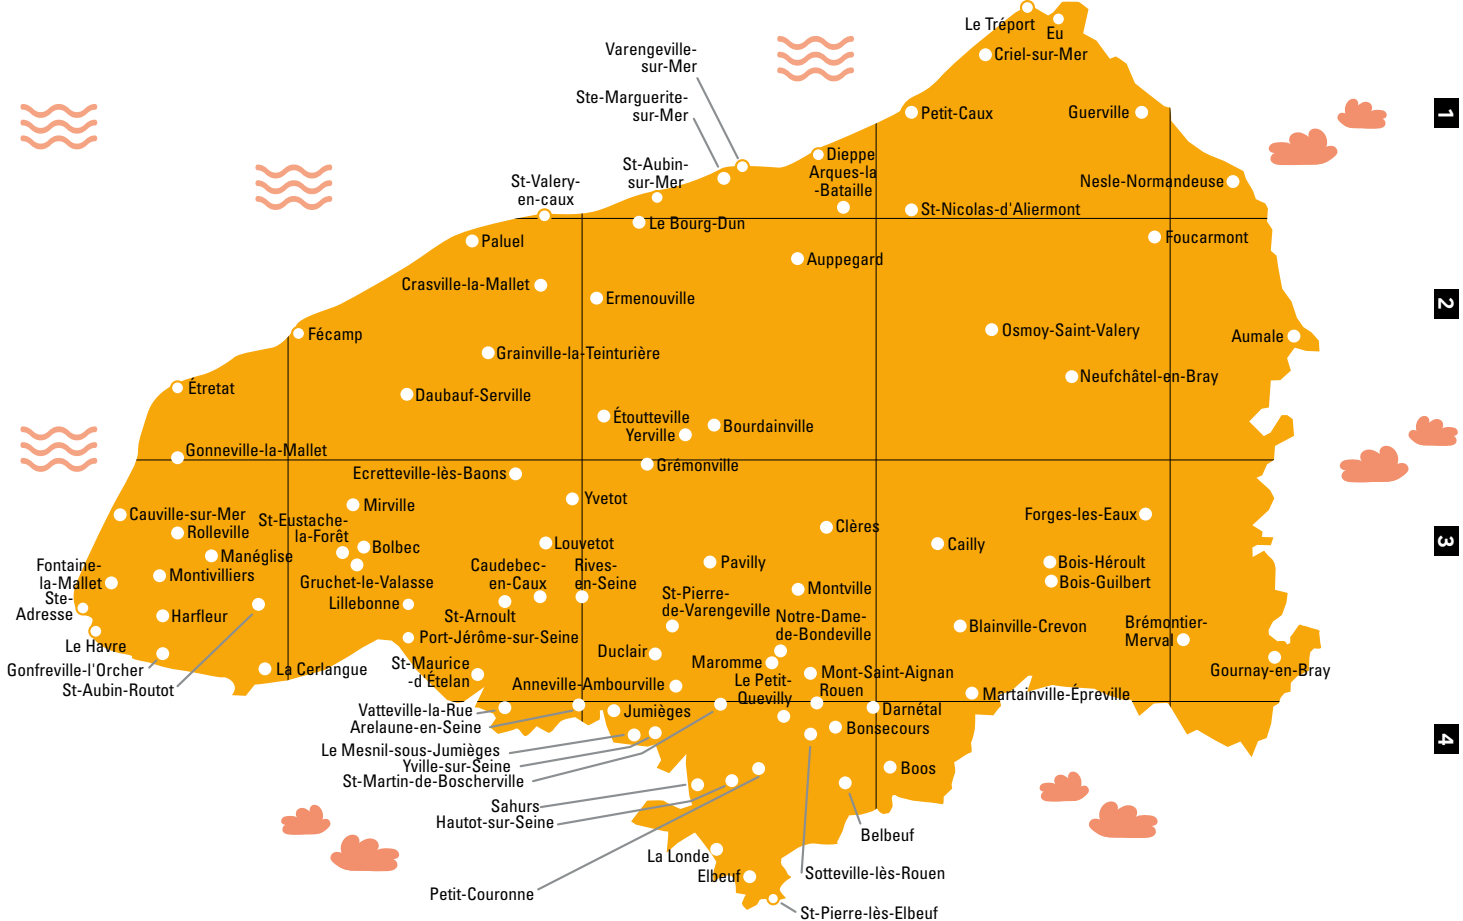 Le Tréport
Eu
Criel-sur-Mer
Varengeville-
sur-Mer
Ste-Marguerite-
sur-Mer
Petit-Caux
Guerville
1
Dieppe
Arques-la
-Bataille
St-Aubin-
sur-Mer
St-Valery-
en-caux
Nesle-Normandeuse
St-Nicolas-d'Aliermont
Le Bourg-Dun
Paluel
Foucarmont
Auppegard
Crasville-la-Mallet
Ermenouville
2
Fécamp
Osmoy-Saint-Valery
Aumale
Grainville-la-Teinturière
Neufchâtel-en-Bray
Étretat
Daubauf-Serville
Étoutteville
Yerville
Bourdainville
Gonneville-la-Mallet
Ecretteville-lès-Baons
Grémonville
Yvetot
Mirville
Cauville-sur-Mer
Rolleville
St-Eustache-
la-Forêt
Forges-les-Eaux
Clères
3
Louvetot
Cailly
Bolbec
Manéglise
Fontaine-
la-Mallet
Montivilliers
Gruchet-le-Valasse
Caudebec-
en-Caux
Rives-
en-Seine
Pavilly
Bois-Héroult
Bois-Guilbert
Montville
Ste-
Adresse
Harfleur
Lillebonne
St-Arnoult
St-Pierre-
de-Varengeville
Notre-Dame-
de-Bondeville
Blainville-Crevon
Brémontier-
Merval
Le Havre
Port-Jérôme-sur-Seine
Duclair
Maromme
Gonfreville-l'Orcher
St-Aubin-Routot
La Cerlangue
St-Maurice
-d'Ételan
Anneville-Ambourville
Le Petit-
Quevilly
Mont-Saint-Aignan
Rouen
Gournay-en-Bray
Martainville-Épreville
Vatteville-la-Rue
Arelaune-en-Seine
Jumièges
Darnétal
Bonsecours
4
Le Mesnil-sous-Jumièges
Yville-sur-Seine
St-Martin-de-Boscherville
Boos
Sahurs
Hautot-sur-Seine
Belbeuf
La Londe
Elbeuf
Sotteville-lès-Rouen
Petit-Couronne
St-Pierre-lès-Elbeuf